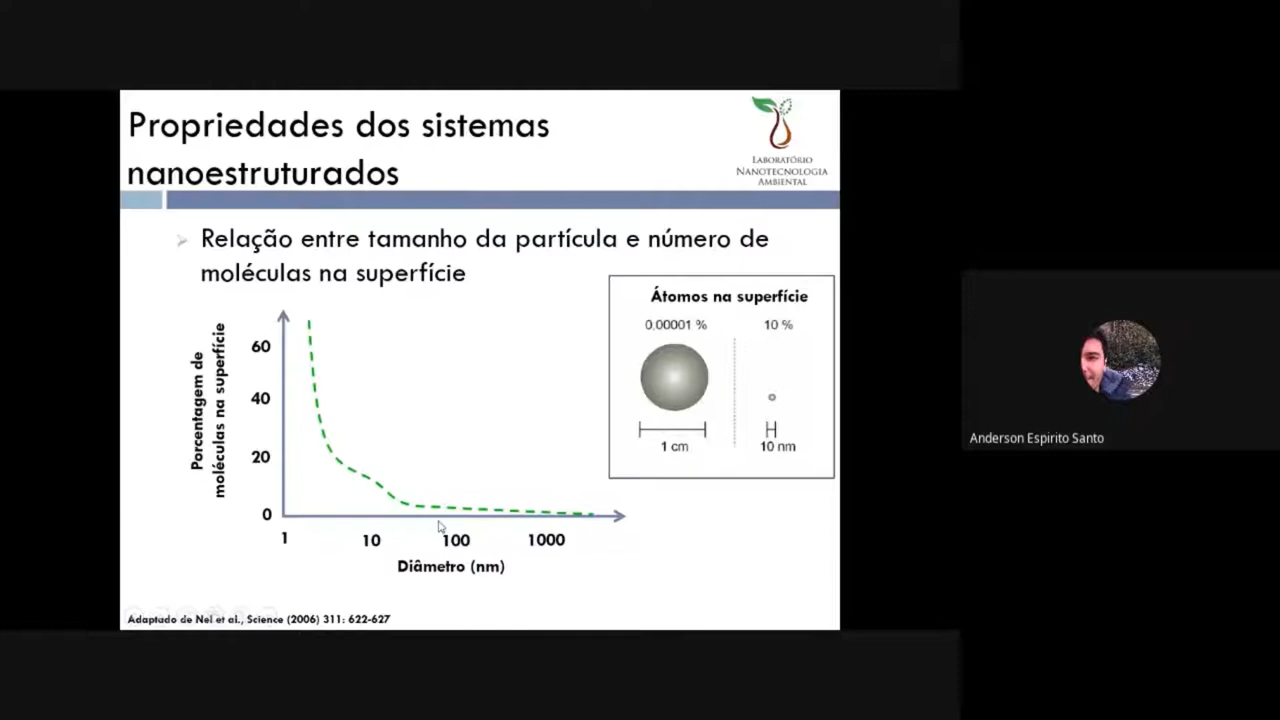 Propriedades dos sistemas
nanoestruturados
LABORATÓRIO
NANOTECNOLOGIA
AMBIENTAL
Relação entre tamanho da partícula e número de
moléculas na superfície
Porcentagem de
moléculas na superfície
60
40
20
0
1
10
100
1000
Diâmetro (nm)
Átomos na superfície
0.00001 %
10 %
1 cm
10 nm
Adaptado de Nel et al., Science (2006) 311: 622-627
Anderson Espirito Santo